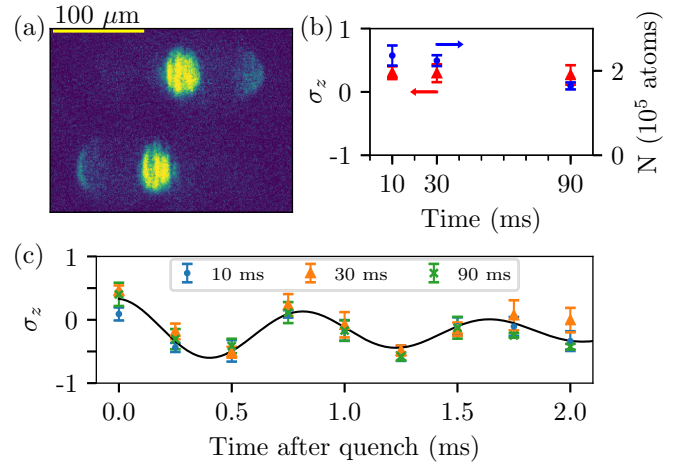 (a)
100 μm
(b)
1
0
-1
σz
10
30
90
Time (ms)
2
0
N (10⁵ atoms)
(c)
10 ms
30 ms
90 ms
1
0
-1
σz
0.0
0.5
1.0
1.5
2.0
Time after quench (ms)